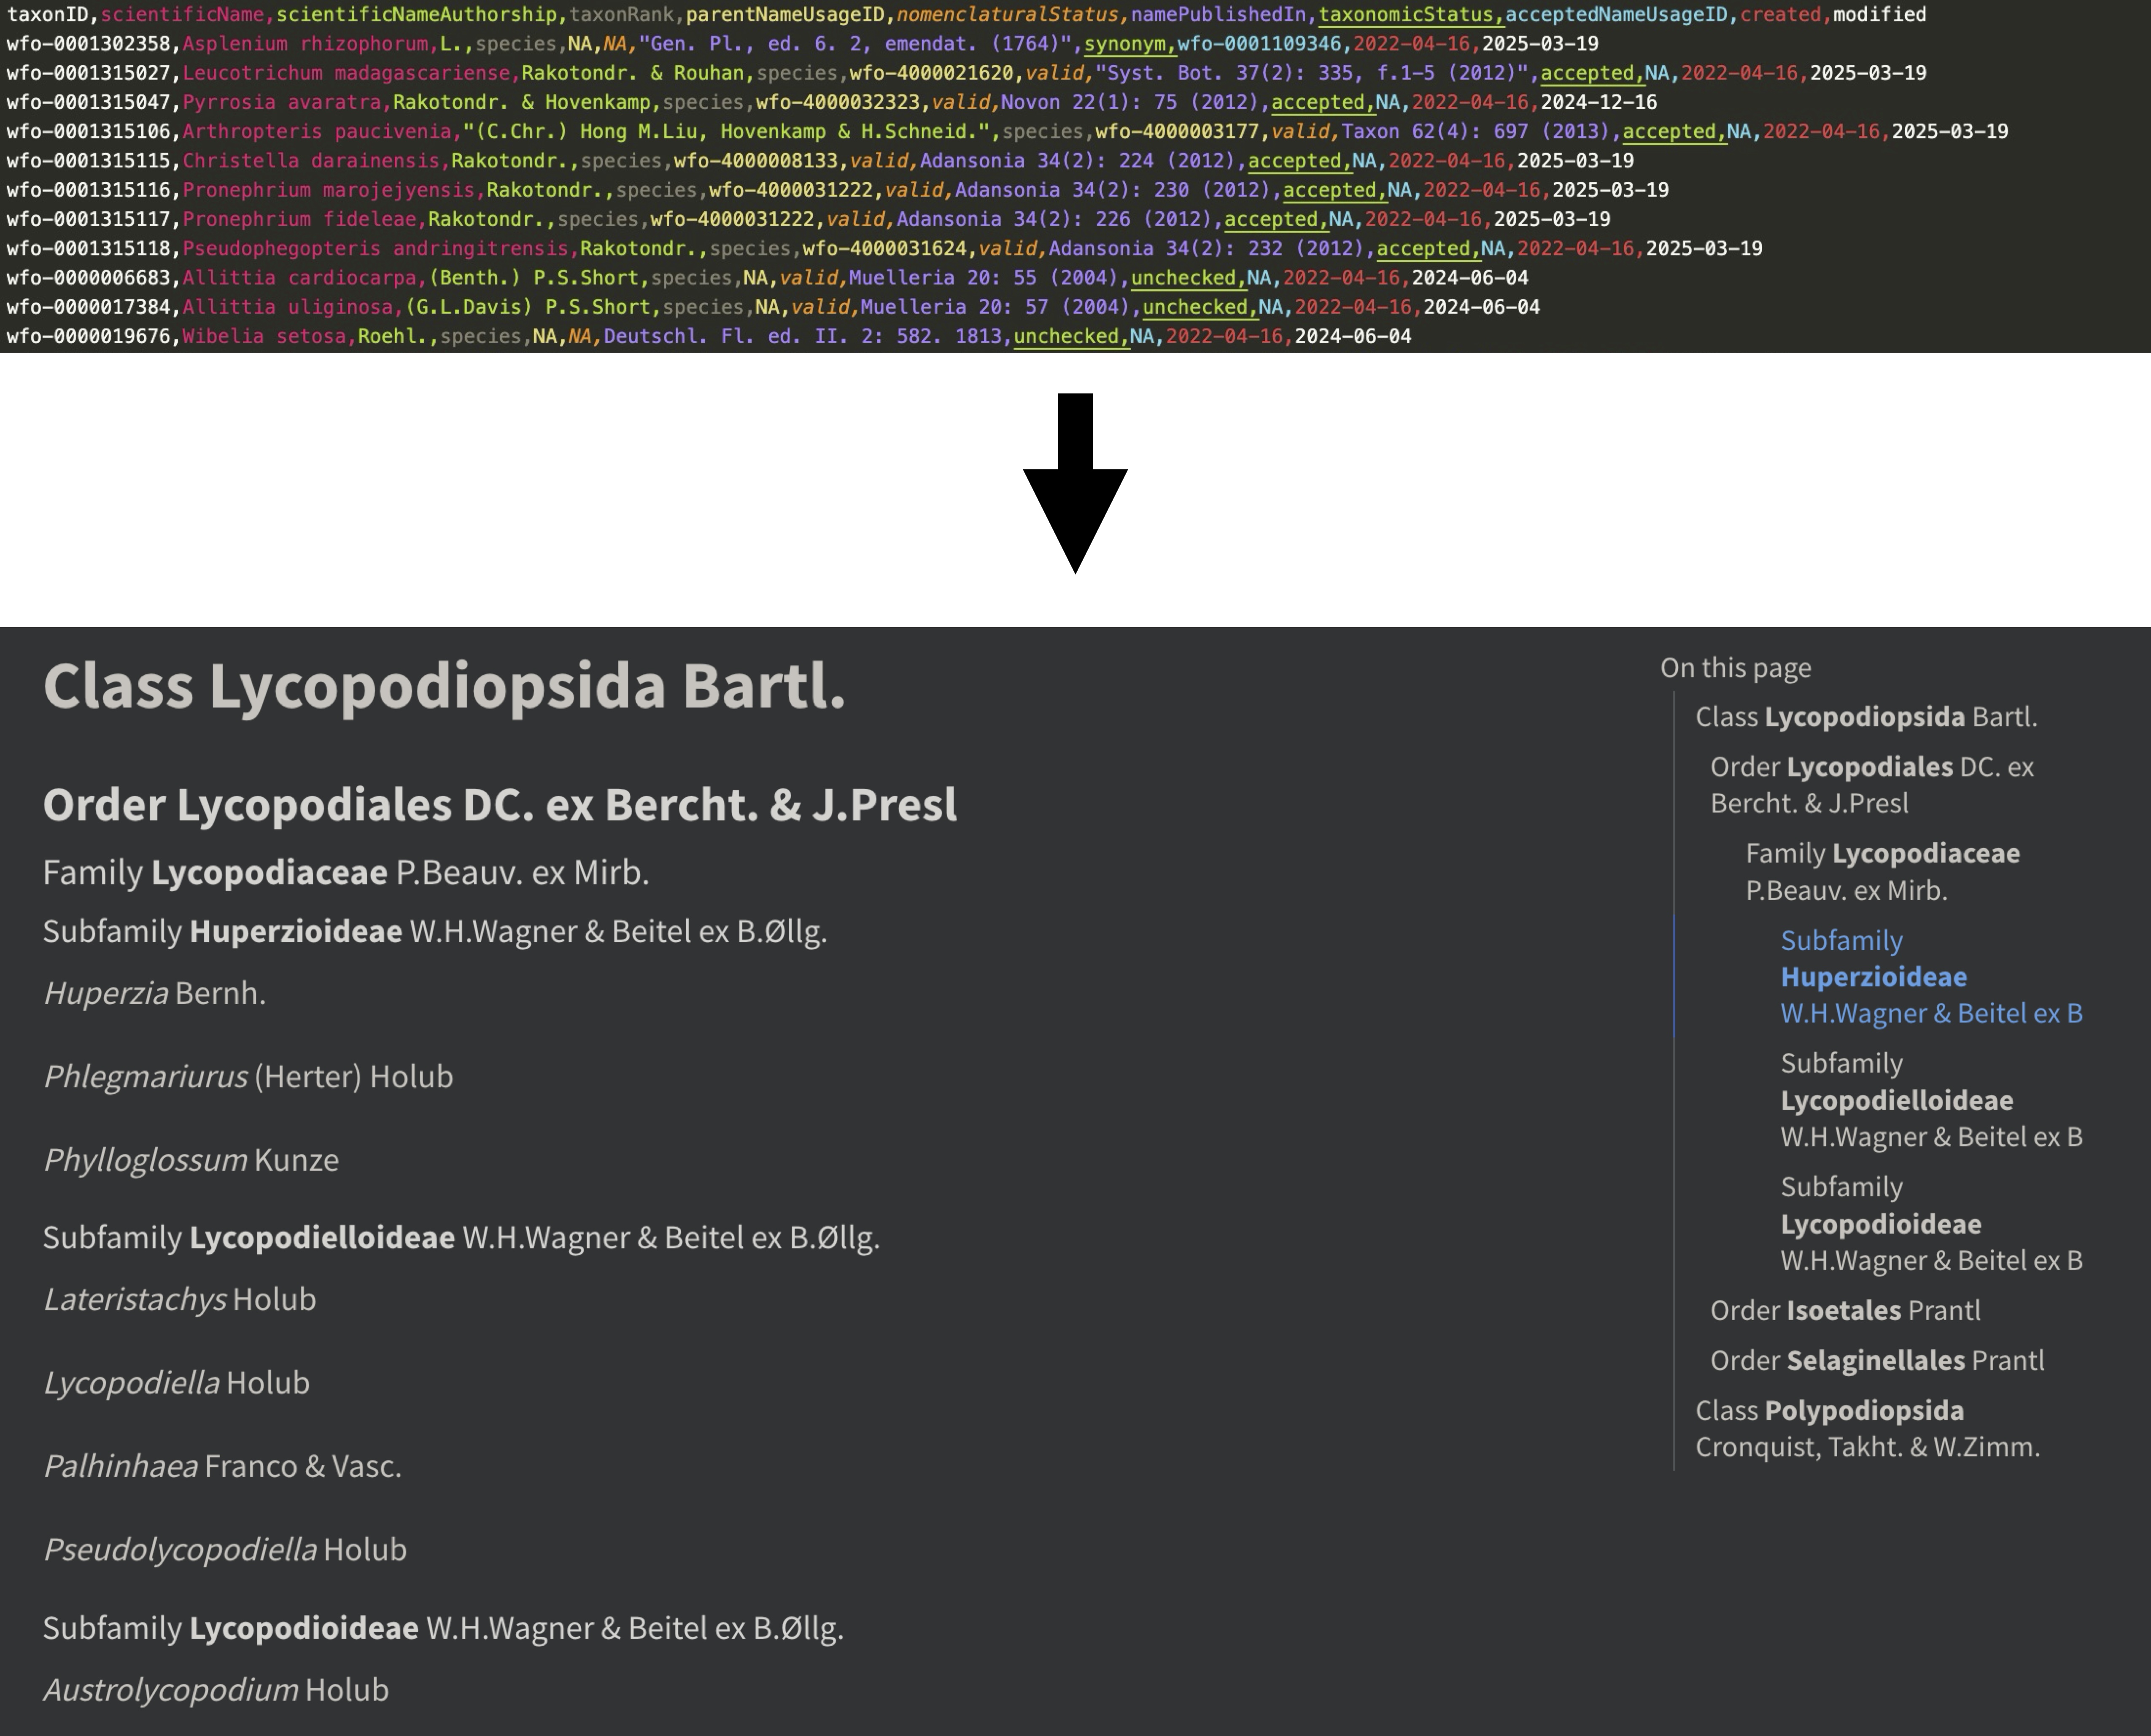 taxonID,scientificName,scientificNameAuthorship,taxonRank,parentNameUsageID,nomenclaturalStatus,namePublishedIn,taxonomicStatus,acceptedNameUsageID,created,modified
wfo-0001302358,Asplenium rhizophorum,L.,species,NA,NA,"Gen. Pl., ed. 6. 2, emendat. (1764)",synonym,wfo-0001109346,2022-04-16,2025-03-19
wfo-0001315027,Leucotrichum madagascariense,Rakotondr. & Rouhan,species,wfo-4000021620,valid,"Syst. Bot. 37(2): 335, f.1-5 (2012)",accepted,NA,2022-04-16,2025-03-19
wfo-0001315047,Pyrrosia avaratra,Rakotondr. & Hovenkamp,species,wfo-4000032323,valid,Novon 22(1): 75 (2012),accepted,NA,2022-04-16,2024-12-16
wfo-0001315106,Arthropteris paucivenia,"(C.Chr.) Hong M.Liu, Hovenkamp & H.Schneid.",species,wfo-4000003177,valid,Taxon 62(4): 697 (2013),accepted,NA,2022-04-16,2025-03-19
wfo-0001315115,Christella darainensis,Rakotondr.,species,wfo-4000008133,valid,Adansonia 34(2): 224 (2012),accepted,NA,2022-04-16,2025-03-19
wfo-0001315116,Pronephrium marojejyensis,Rakotondr.,species,wfo-4000031222,valid,Adansonia 34(2): 230 (2012),accepted,NA,2022-04-16,2025-03-19
wfo-0001315117,Pronephrium fideleae,Rakotondr.,species,wfo-4000031222,valid,Adansonia 34(2): 226 (2012),accepted,NA,2022-04-16,2025-03-19
wfo-0001315118,Pseudophegopteris andringitrensis,Rakotondr.,species,wfo-4000031624,valid,Adansonia 34(2): 232 (2012),accepted,NA,2022-04-16,2025-03-19
wfo-0000006683,Allittia cardiocarpa,(Benth.) P.S.Short,species,NA,valid,Muelleria 20: 55 (2004),unchecked,NA,2022-04-16,2024-06-04
wfo-0000017384,Allittia uliginosa,(G.L.Davis) P.S.Short,species,NA,valid,Muelleria 20: 57 (2004),unchecked,NA,2022-04-16,2024-06-04
wfo-0000019676,Wibelia setosa,Roehl.,species,NA,NA,Deutschl. Fl. ed. II. 2: 582. 1813,unchecked,NA,2022-04-16,2024-06-04
Class Lycopodiopsida Bartl.
Order Lycopodiales DC. ex Bercht. & J.Presl
Family Lycopodiaceae P.Beauv. ex Mirb.
Subfamily Huperzioideae W.H.Wagner & Beitel ex B.Øllg.
Huperzia Bernh.
Phlegmariurus (Herter) Holub
Phylloglossum Kunze
Subfamily Lycopodielloideae W.H.Wagner & Beitel ex B.Øllg.
Lateristachys Holub
Lycopodiella Holub
Palhinhaea Franco & Vasc.
Pseudolycopodiella Holub
Subfamily Lycopodioideae W.H.Wagner & Beitel ex B.Øllg.
Austrolycopodium Holub
On this page
Class Lycopodiopsida Bartl.
Order Lycopodiales DC. ex
Bercht. & J.Presl
Family Lycopodiaceae
P.Beauv. ex Mirb.
Subfamily
Huperzioideae
W.H.Wagner & Beitel ex B
Subfamily
Lycopodielloideae
W.H.Wagner & Beitel ex B
Subfamily
Lycopodioideae
W.H.Wagner & Beitel ex B
Order Isoetales Prantl
Order Selaginellales Prantl
Class Polypodiopsida
Cronquist, Takht. & W.Zimm.